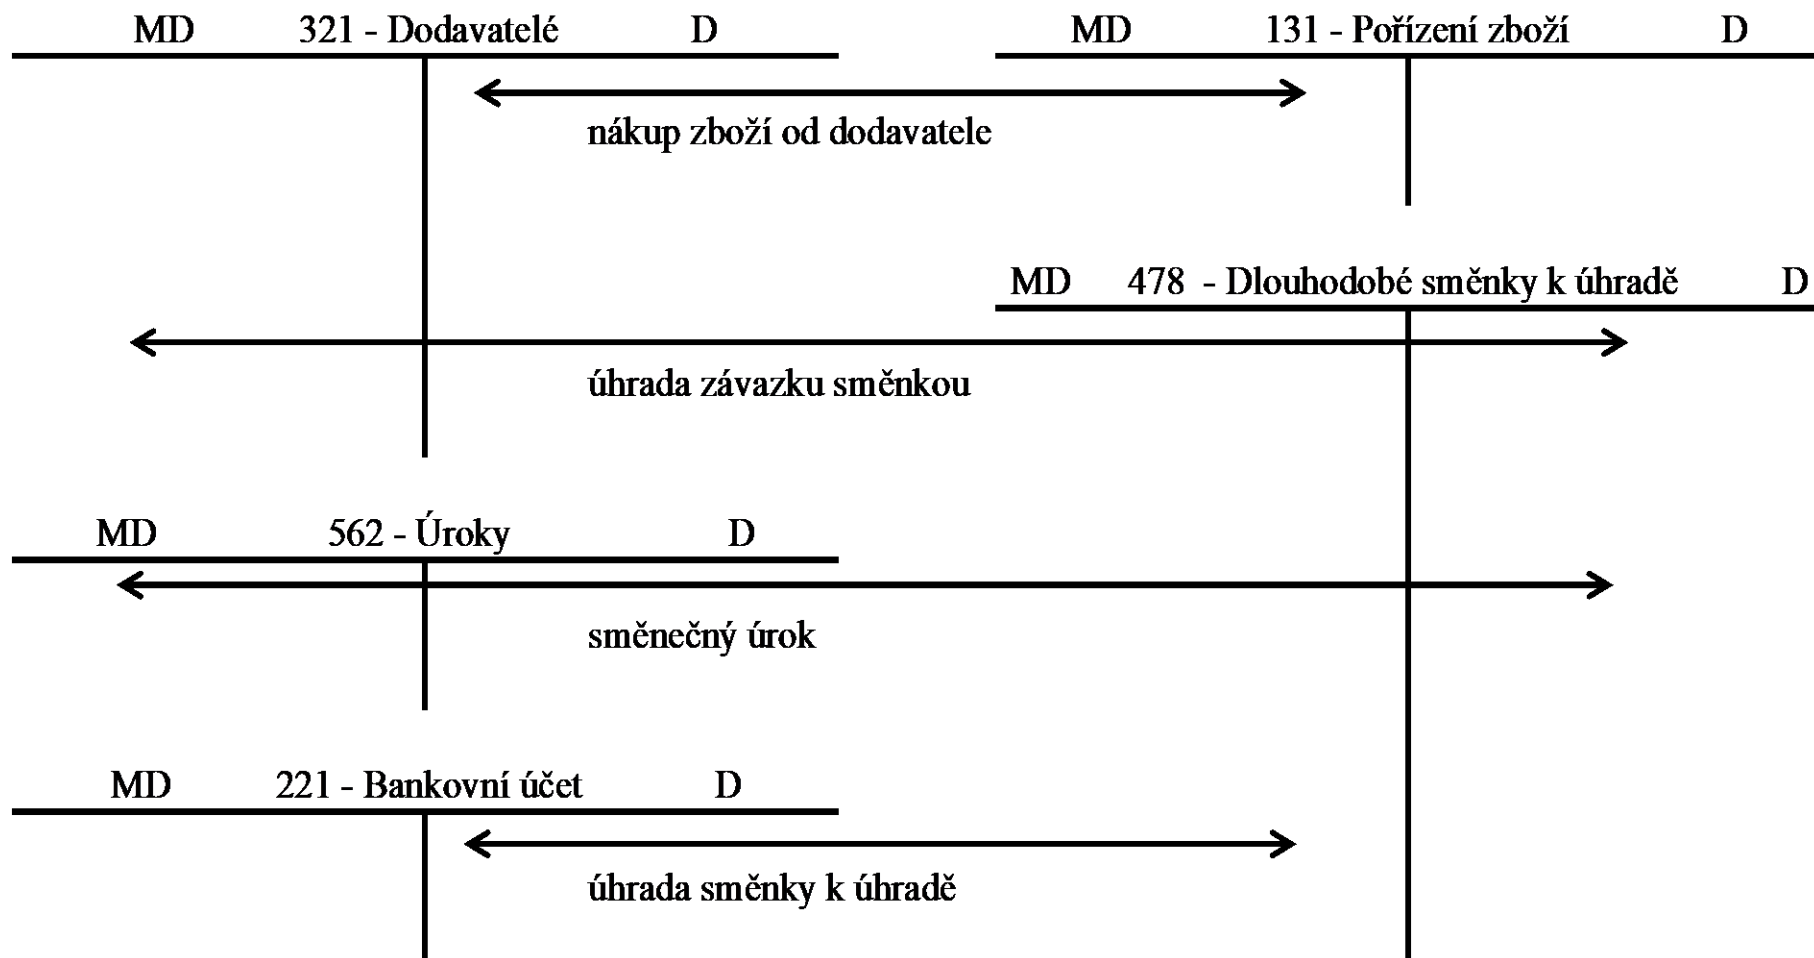 MD 321 - Dodavatelé D MD 131 - Pořízení zboží D
nákup zboží od dodavatele
MD 478 - Dlouhodobé směnky k úhradě D
úhrada závazku směnkou
MD 562 - Úroky D
směnečný úrok
MD 221 - Bankovní účet D
úhrada směnky k úhradě